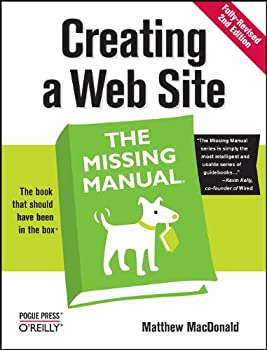 Fully-Revised
2nd Edition
Creating
a Web Site
THE
MISSING
MANUAL®
The book
that should
have been
in the box®
"The Missing Manual
series is simply the
most intelligent and
usable series of
guidebooks..."
—Kevin Kelly,
co-founder of Wired
POGUE PRESS™
O'REILLY®
Matthew MacDonald